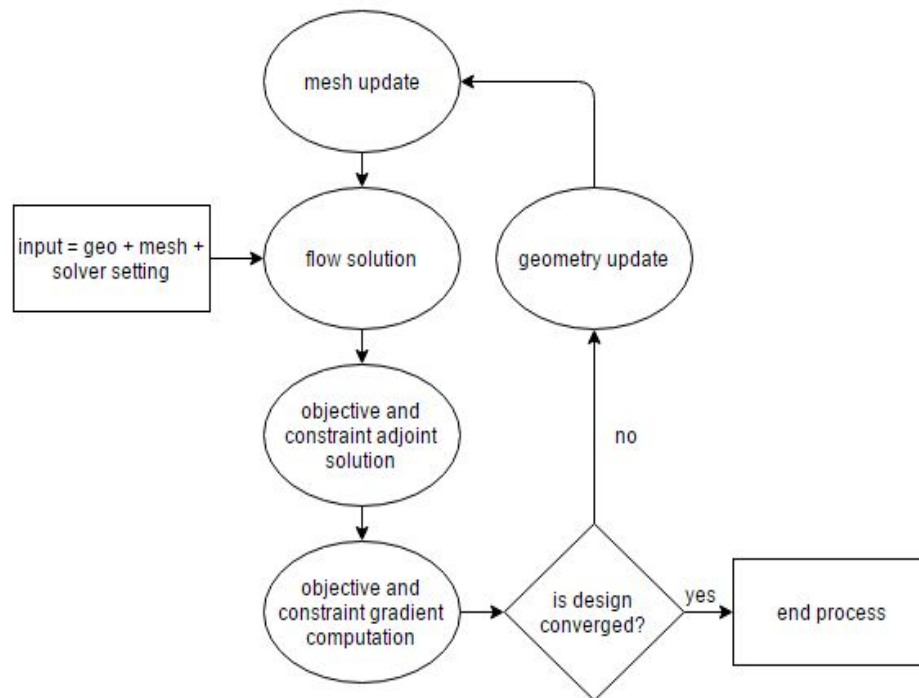 mesh update
input = geo + mesh +
solver setting
flow solution
geometry update
objective and
constraint adjoint
solution
no
objective and
constraint gradient
computation
is design
converged?
yes
end process